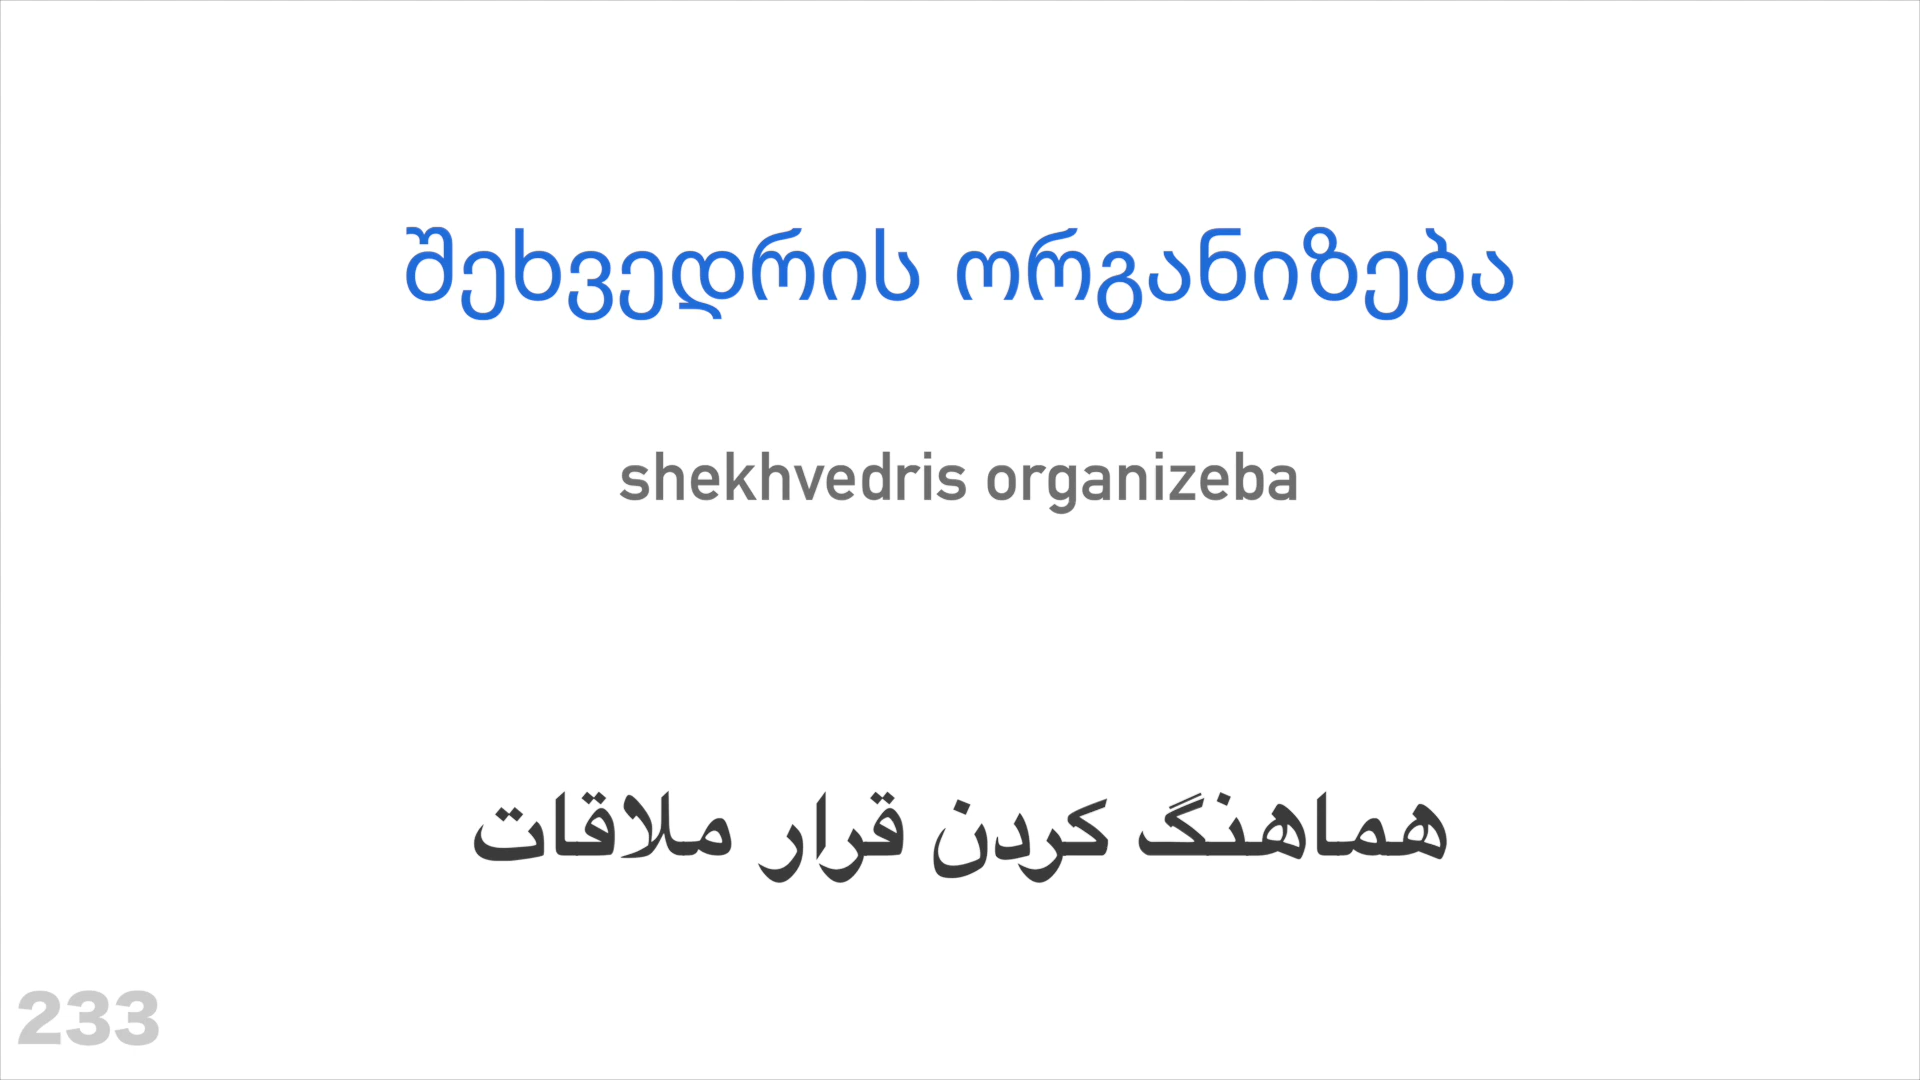 შეხვედრის ორგანიზება
shekhvedris organizeba
هماهنگ کردن قرار ملاقات
233